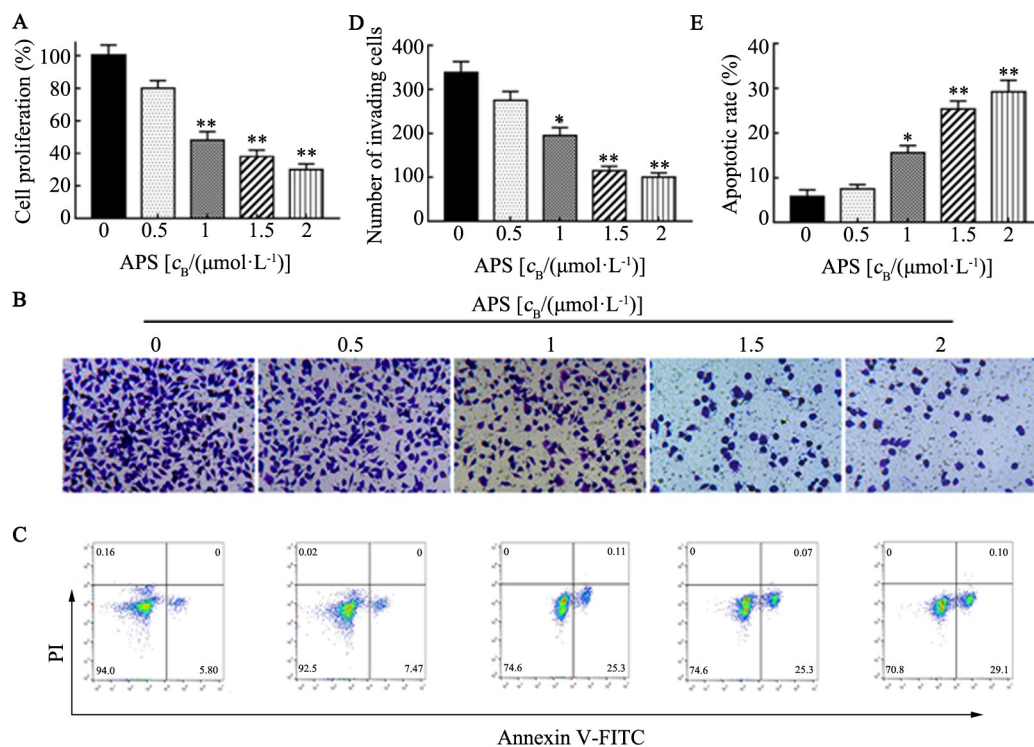 A
Cell proliferation (%)
100
80
60
40
20
0
**
**
**
0 0.5 1 1.5 2
APS [cB/(μmol·L-1)]
D
Number of invading cells
400
300
200
100
0
*
**
**
0 0.5 1 1.5 2
APS [cB/(μmol·L-1)]
E
Apoptotic rate (%)
40
30
20
10
0
*
**
**
0 0.5 1 1.5 2
APS [cB/(μmol·L-1)]
B
APS [cB/(μmol·L-1)]
0 0.5 1 1.5 2
C
PI
0.16 0
94.0 5.80
0.02 0
92.5 7.47
0 0.11
74.6 25.3
0 0.07
74.6 25.3
0 0.10
70.8 29.1
Annexin V-FITC